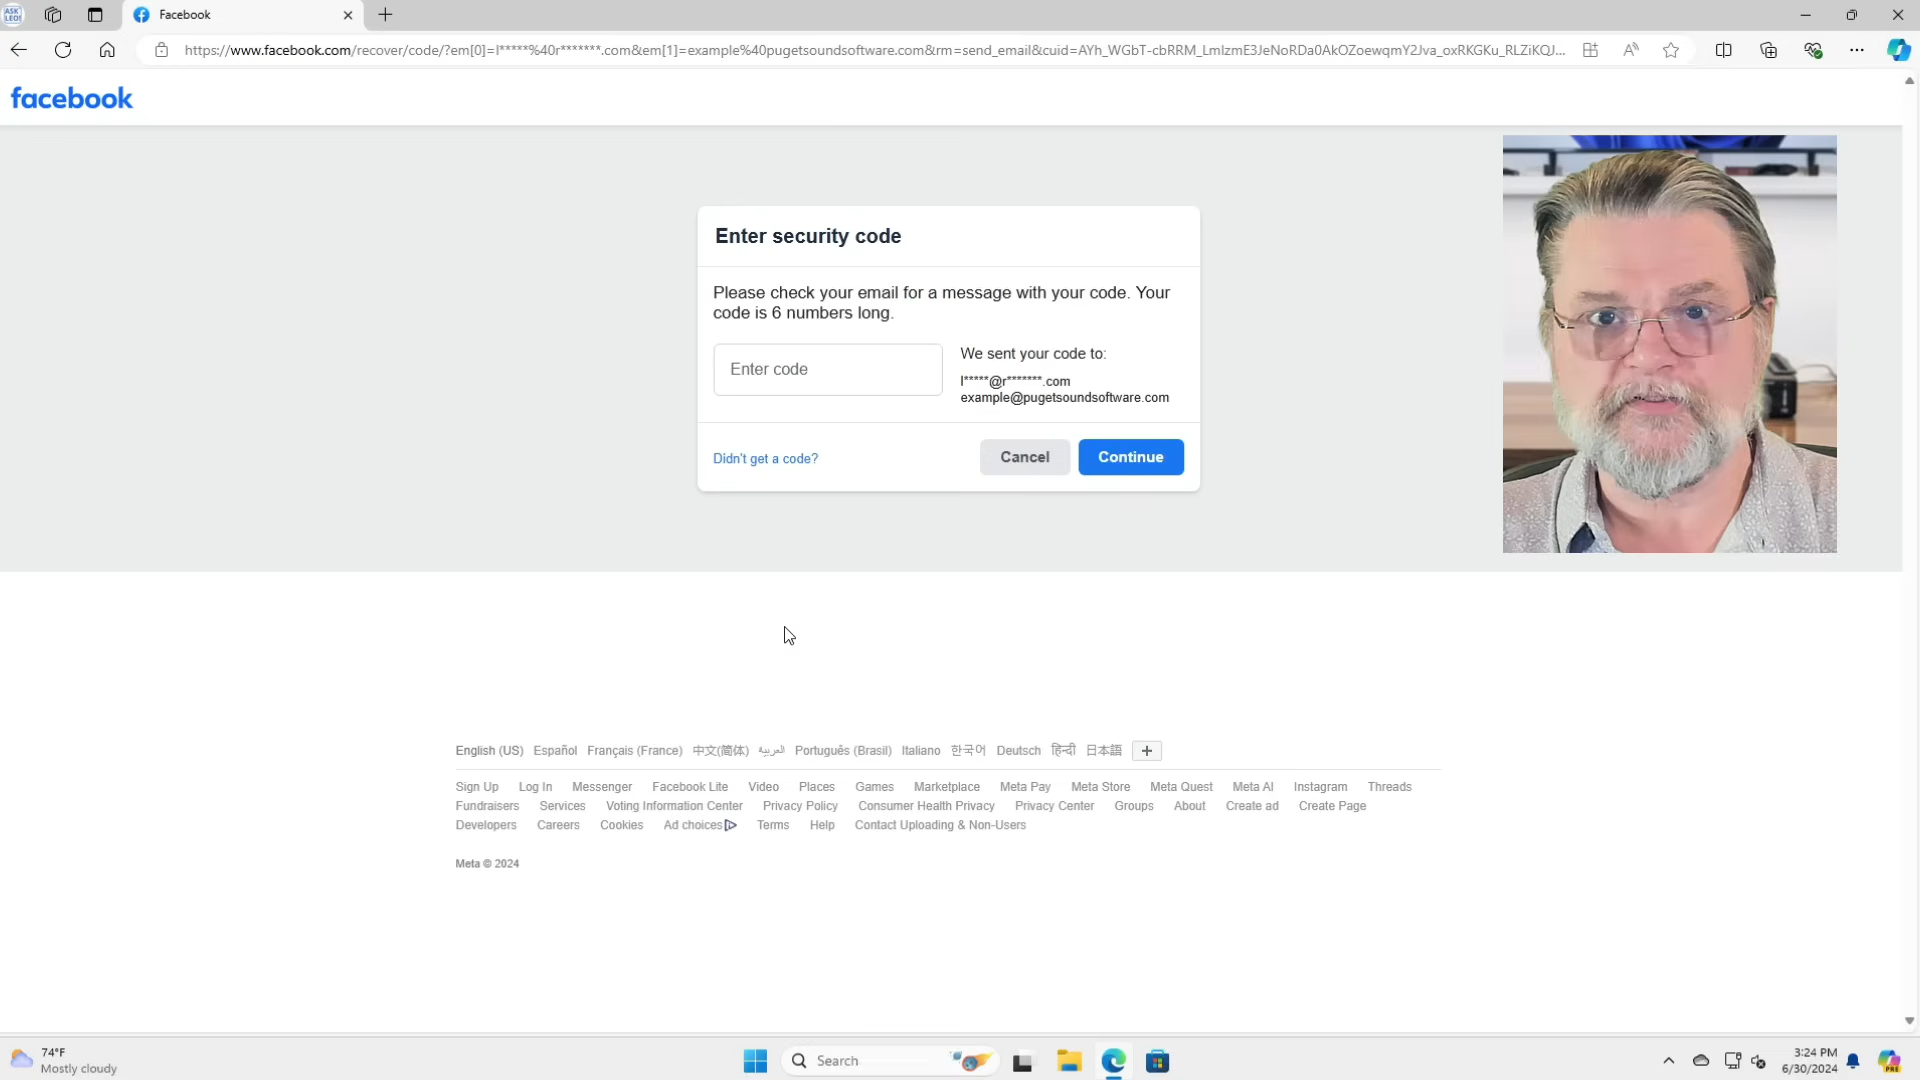 ASK LEO!
Facebook
https://www.facebook.com/recover/code/?em[0]=l*****%40r*******.com&em[1]=example%40pugetsoundsoftware.com&rm=send_email&cuid=AYh_WGbT-cbRRM_LmlzmE3JeNoRDa0AkOZoewqmY2Jva_oxRKGKu_RLZiKQJ...
facebook
Enter security code
Please check your email for a message with your code. Your
code is 6 numbers long.
Enter code
We sent your code to:
l*****@r*******.com
example@pugetsoundsoftware.com
Didn't get a code?
Cancel
Continue
English (US) Español Français (France) 中文(简体) العربية Português (Brasil) Italiano 한국어 Deutsch हिन्दी 日本語 +
Sign Up Log In Messenger Facebook Lite Video Places Games Marketplace Meta Pay Meta Store Meta Quest Meta AI Instagram Threads
Fundraisers Services Voting Information Center Privacy Policy Consumer Health Privacy Privacy Center Groups About Create ad Create Page
Developers Careers Cookies Ad choices Terms Help Contact Uploading & Non-Users
Meta © 2024
74°F
Mostly cloudy
Search
3:24 PM
6/30/2024
PRE